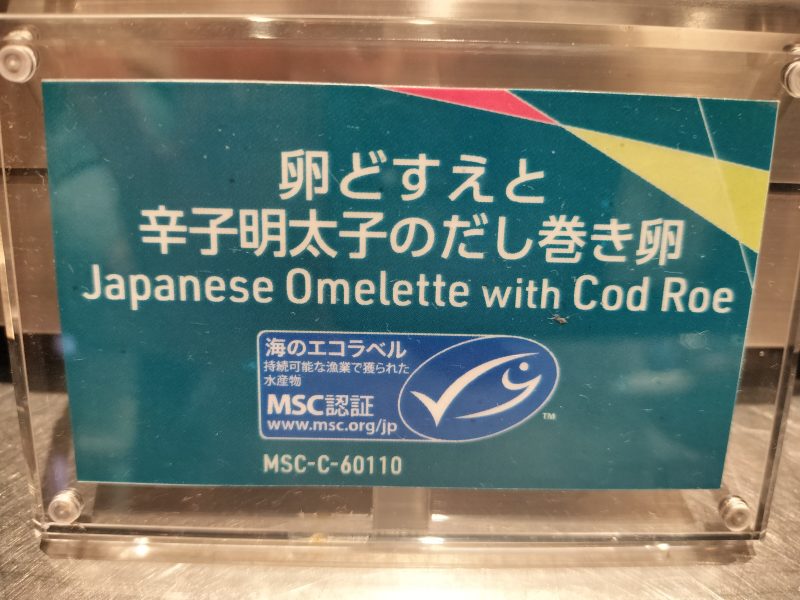 卵どすえと
辛子明太子のだし巻き卵
Japanese Omelette with Cod Roe
海のエコラベル
持続可能な漁業で獲られた
水産物
MSC認証
www.msc.org/jp
TM
MSC-C-60110